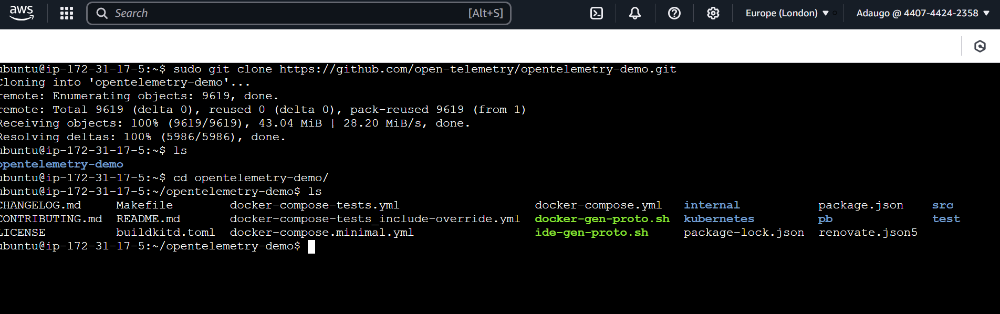 aws Search [Alt+S] Europe (London) Adaugo @ 4407-4424-2358
ubuntu@ip-172-31-17-5:~$ sudo git clone https://github.com/open-telemetry/opentelemetry-demo.git
Cloning into 'opentelemetry-demo'...
remote: Enumerating objects: 9619, done.
remote: Total 9619 (delta 0), reused 0 (delta 0), pack-reused 9619 (from 1)
Receiving objects: 100% (9619/9619), 43.04 MiB | 28.20 MiB/s, done.
Resolving deltas: 100% (5986/5986), done.
ubuntu@ip-172-31-17-5:~$ ls
opentelemetry-demo
ubuntu@ip-172-31-17-5:~$ cd opentelemetry-demo/
ubuntu@ip-172-31-17-5:~/opentelemetry-demo$ ls
CHANGELOG.md Makefile docker-compose-tests.yml docker-compose.yml internal package.json src
CONTRIBUTING.md README.md docker-compose-tests_include-override.yml docker-gen-proto.sh kubernetes pb test
LICENSE buildkitd.toml docker-compose.minimal.yml ide-gen-proto.sh package-lock.json renovate.json5
ubuntu@ip-172-31-17-5:~/opentelemetry-demo$